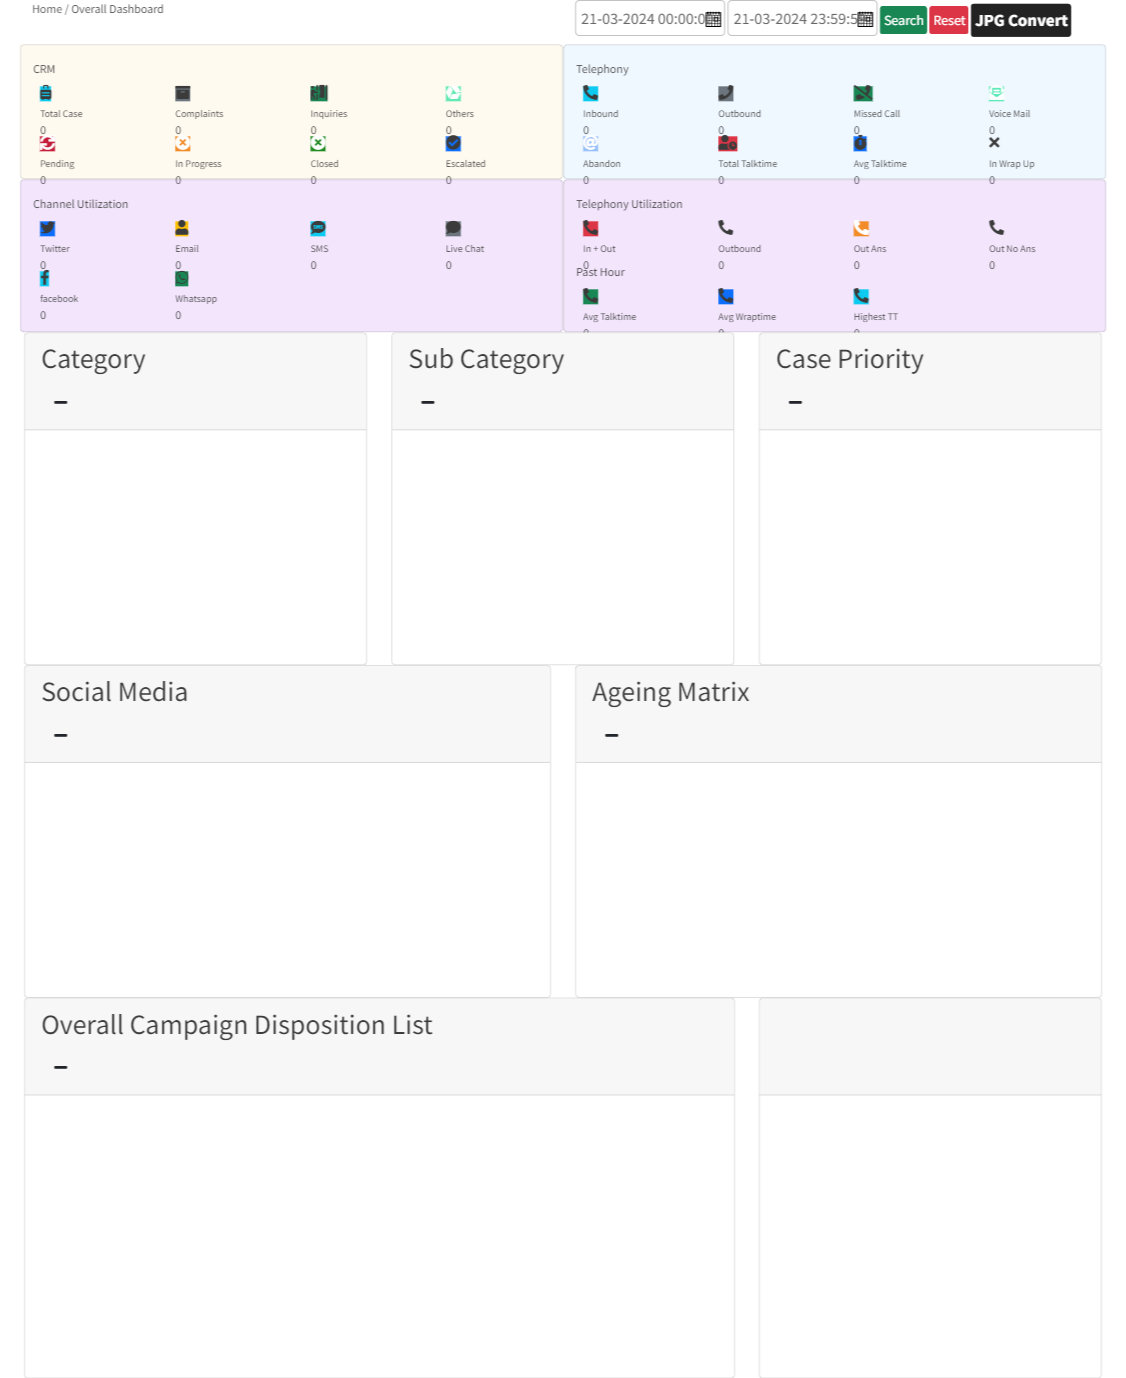 Home / Overall Dashboard
21-03-2024 00:00:0
21-03-2024 23:59:5
Search
Reset
JPG Convert
CRM
Total Case
Complaints
Inquiries
Others
0
0
0
0
Pending
In Progress
Closed
Escalated
0
0
0
0
Telephony
Inbound
Outbound
Missed Call
Voice Mail
0
0
0
0
Abandon
Total Talktime
Avg Talktime
In Wrap Up
0
0
0
0
Channel Utilization
Twitter
Email
SMS
Live Chat
0
0
0
0
facebook
Whatsapp
0
0
Telephony Utilization
In + Out
Outbound
Out Ans
Out No Ans
0
0
0
0
Past Hour
Avg Talktime
Avg Wraptime
Highest TT
0
0
0
Category
Sub Category
Case Priority
Social Media
Ageing Matrix
Overall Campaign Disposition List